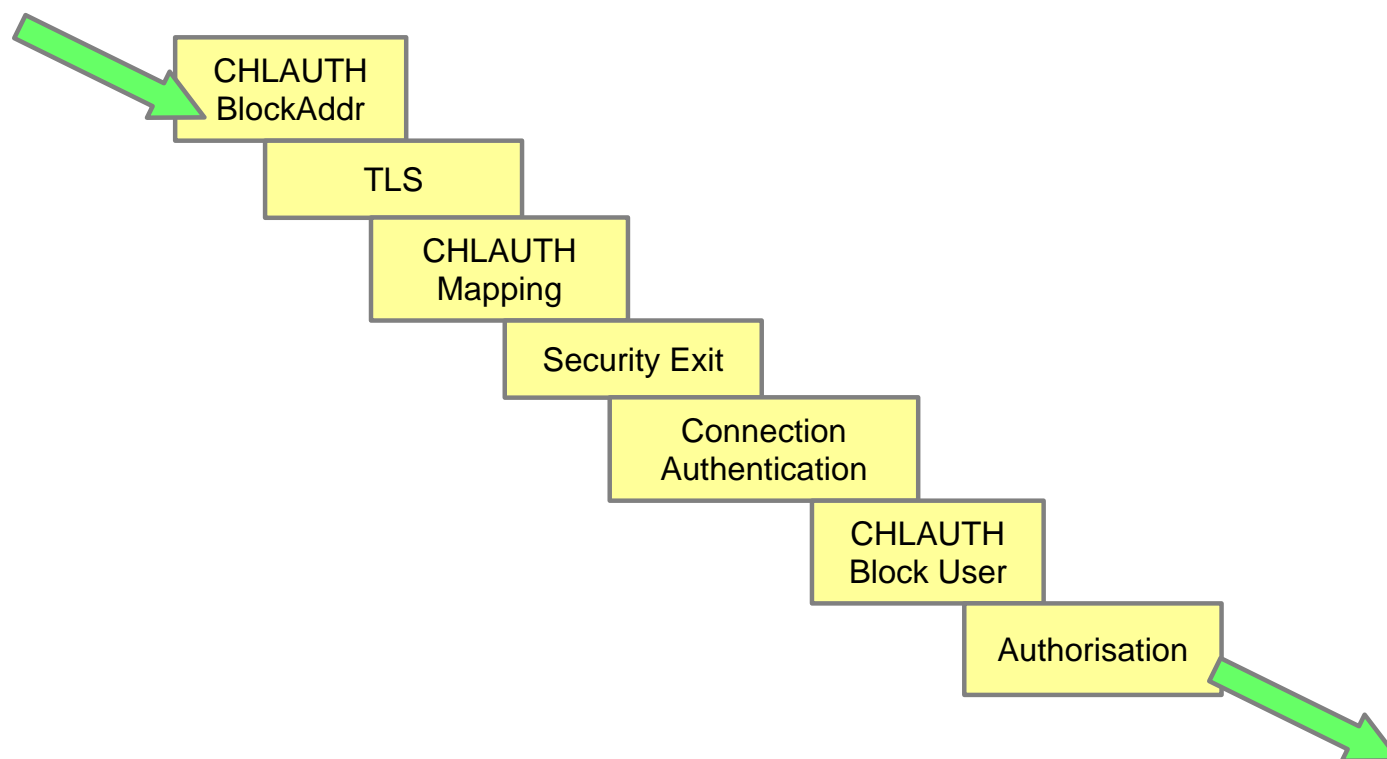 CHLAUTH
BlockAddr
TLS
CHLAUTH
Mapping
Security Exit
Connection
Authentication
CHLAUTH
Block User
Authorisation